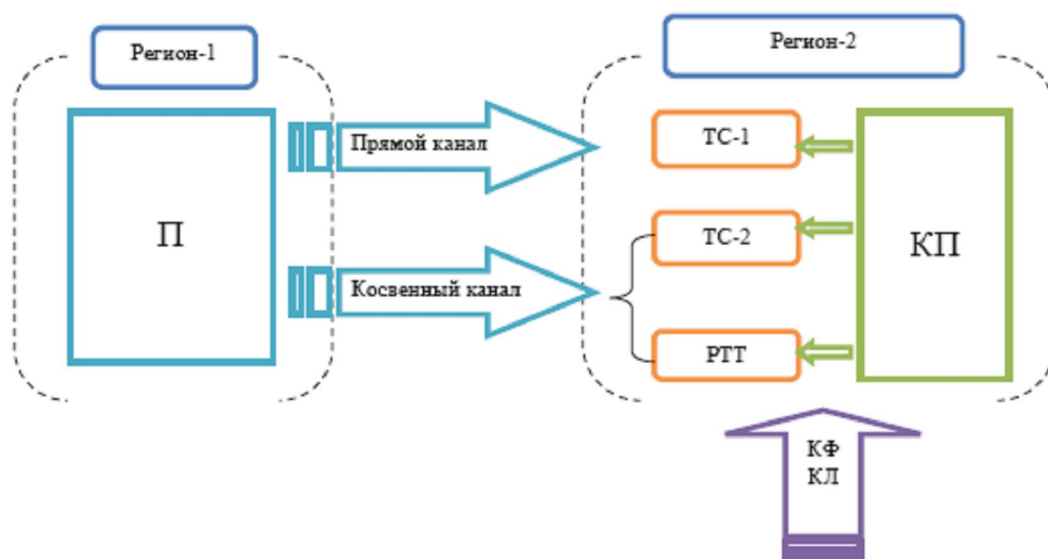 Регион-1
Регион-2
П
Прямой канал
Косвенный канал
ТС-1
ТС-2
РТТ
КП
КФ
КЛ